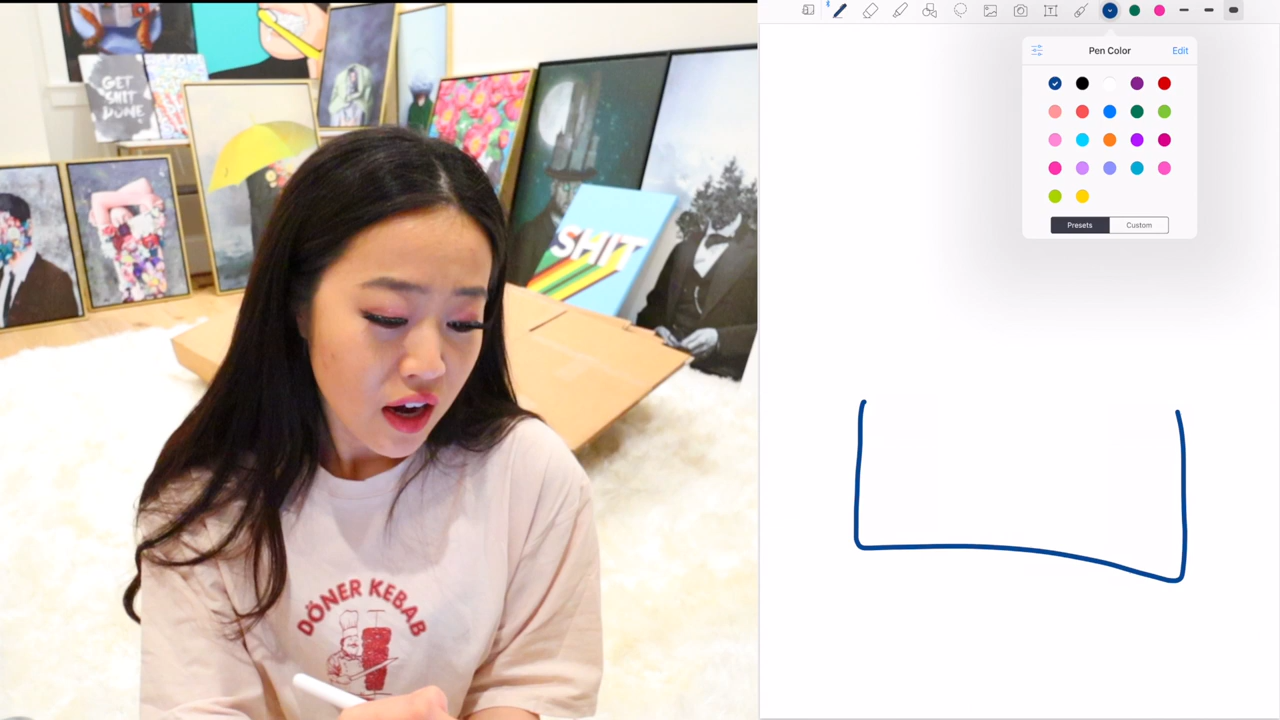 GET
SHIT
DONE
SHIT
DÖNER KEBAB
Pen Color
Edit
Presets
Custom